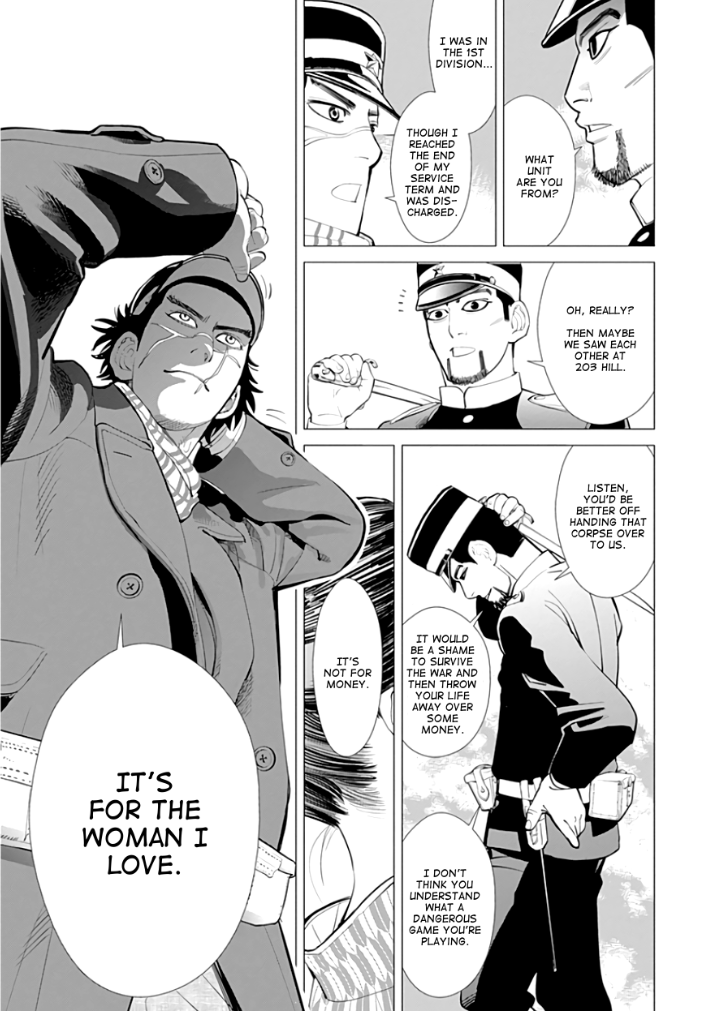 WHAT
UNIT
ARE YOU
FROM?
I WAS IN
THE 1ST
DIVISION...
THOUGH I
REACHED
THE END
OF MY
SERVICE
TERM AND
WAS DIS-
CHARGED.
OH, REALLY?
THEN MAYBE
WE SAW EACH
OTHER AT
203 HILL.
LISTEN,
YOU'D BE
BETTER OFF
HANDING THAT
CORPSE OVER
TO US.
IT WOULD
BE A SHAME
TO SURVIVE
THE WAR AND
THEN THROW
YOUR LIFE
AWAY OVER
SOME
MONEY.
I DON'T
THINK YOU
UNDERSTAND
WHAT A
DANGEROUS
GAME YOU'RE
PLAYING.
IT'S
NOT FOR
MONEY.
IT'S
FOR THE
WOMAN I
LOVE.